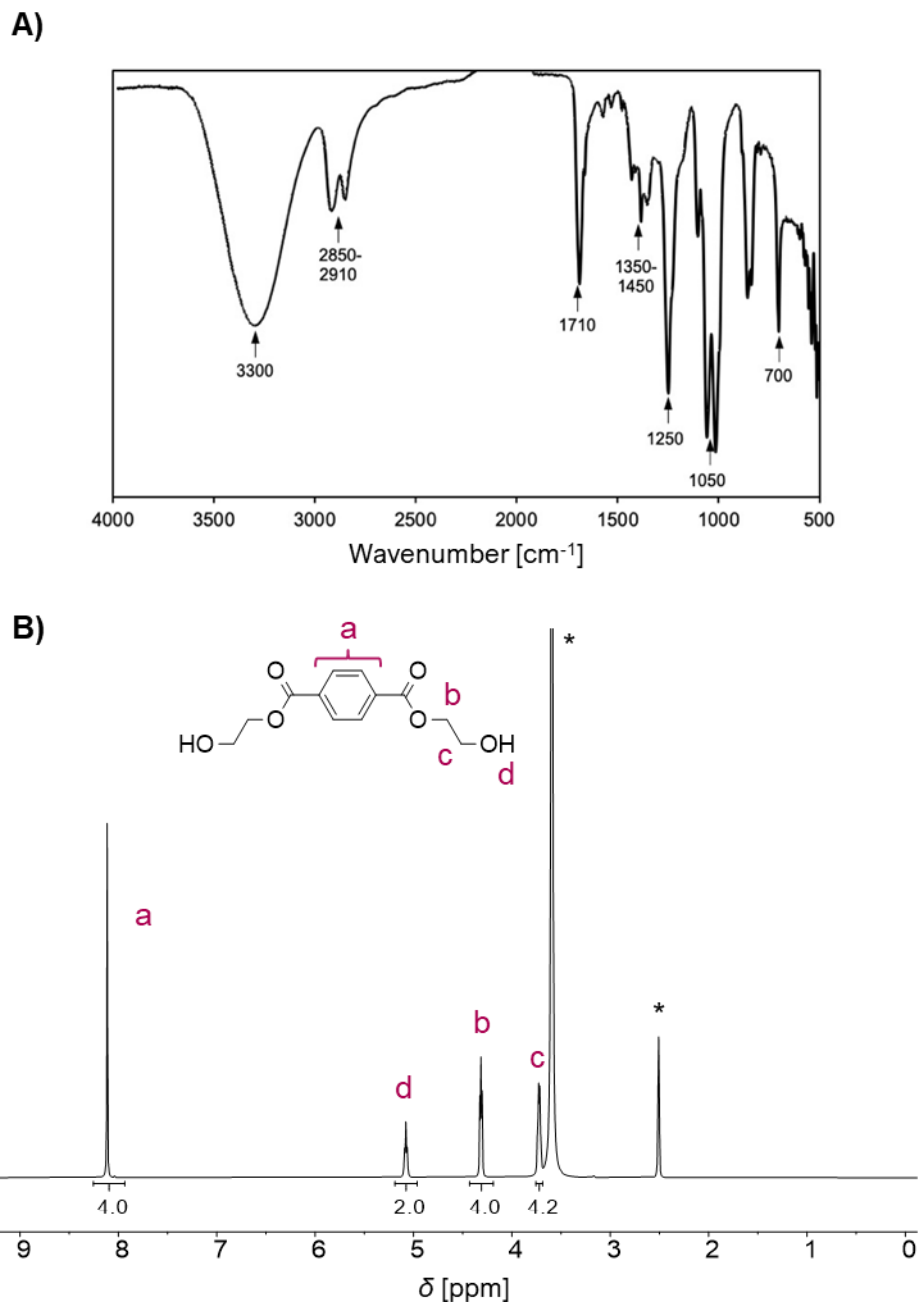 A)
3300
2850-
2910
1710
1350-
1450
1250
1050
700
4000 3500 3000 2500 2000 1500 1000 500
Wavenumber [cm⁻¹]
B)
a
*
O O
b
O O
HO OH
c
d
a
*
b
c
d
4.0 2.0 4.0 4.2
9 8 7 6 5 4 3 2 1 0
δ [ppm]